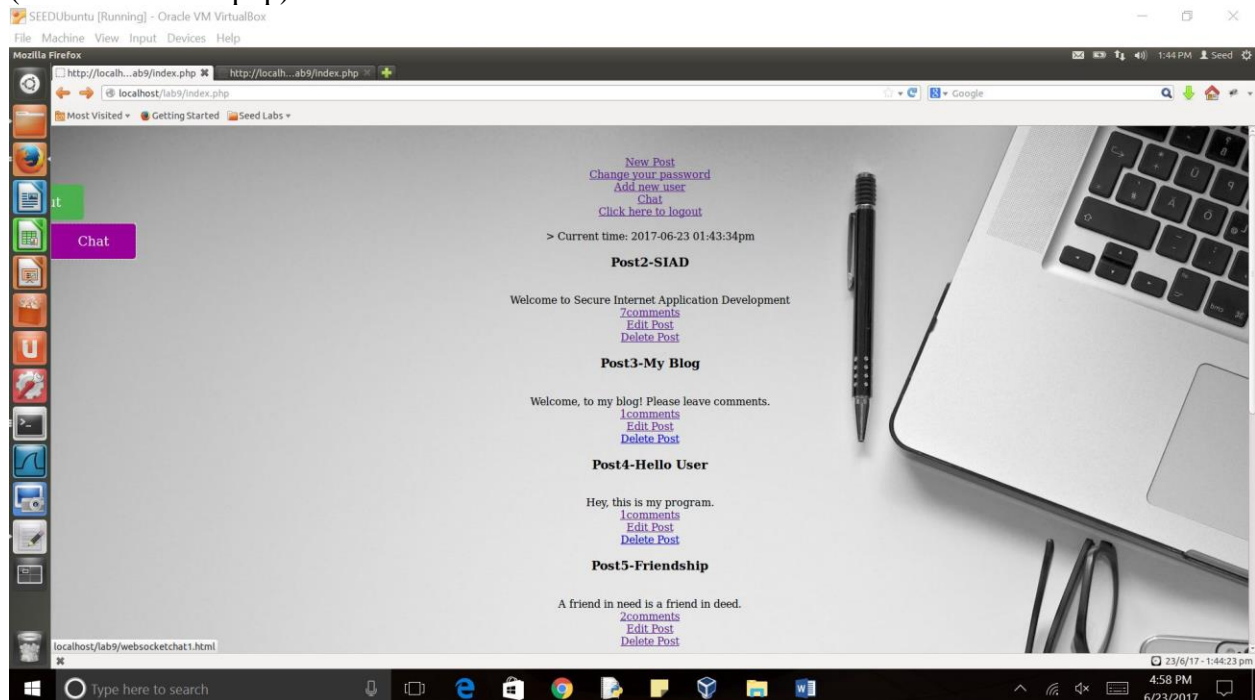 SEEDUbuntu [Running] - Oracle VM VirtualBox
File Machine View Input Devices Help
Mozilla Firefox
1:44 PM Seed
http://localh...ab9/index.php http://localh...ab9/index.php
localhost/lab9/index.php
Google
Most Visited Getting Started Seed Labs
New Post
Change your password
Add new user
Chat
Click here to logout
ut
Chat
> Current time: 2017-06-23 01:43:34pm
Post2-SIAD
Welcome to Secure Internet Application Development
7comments
Edit Post
Delete Post
Post3-My Blog
Welcome, to my blog! Please leave comments.
1comments
Edit Post
Delete Post
Post4-Hello User
Hey, this is my program.
1comments
Edit Post
Delete Post
Post5-Friendship
A friend in need is a friend in deed.
2comments
Edit Post
Delete Post
localhost/lab9/websocketchat1.html
23/6/17 - 1:44:23 pm
Type here to search
4:58 PM
6/23/2017